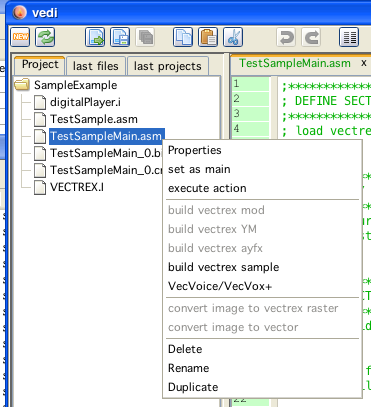 vedi
NEW
Project last files last projects
TestSampleMain.asm x
SampleExample
digitalPlayer.i
TestSample.asm
TestSampleMain.asm
TestSampleMain_0.b
TestSampleMain_0.c
VECTREX.I
Properties
set as main
execute action
build vectrex mod
build vectrex YM
build vectrex ayfx
build vectrex sample
VecVoice/VecVox+
convert image to vectrex raster
convert image to vector
Delete
Rename
Duplicate
1 ;***************
2 ; DEFINE SECT
3 ;***************
4 ; load vectre
22